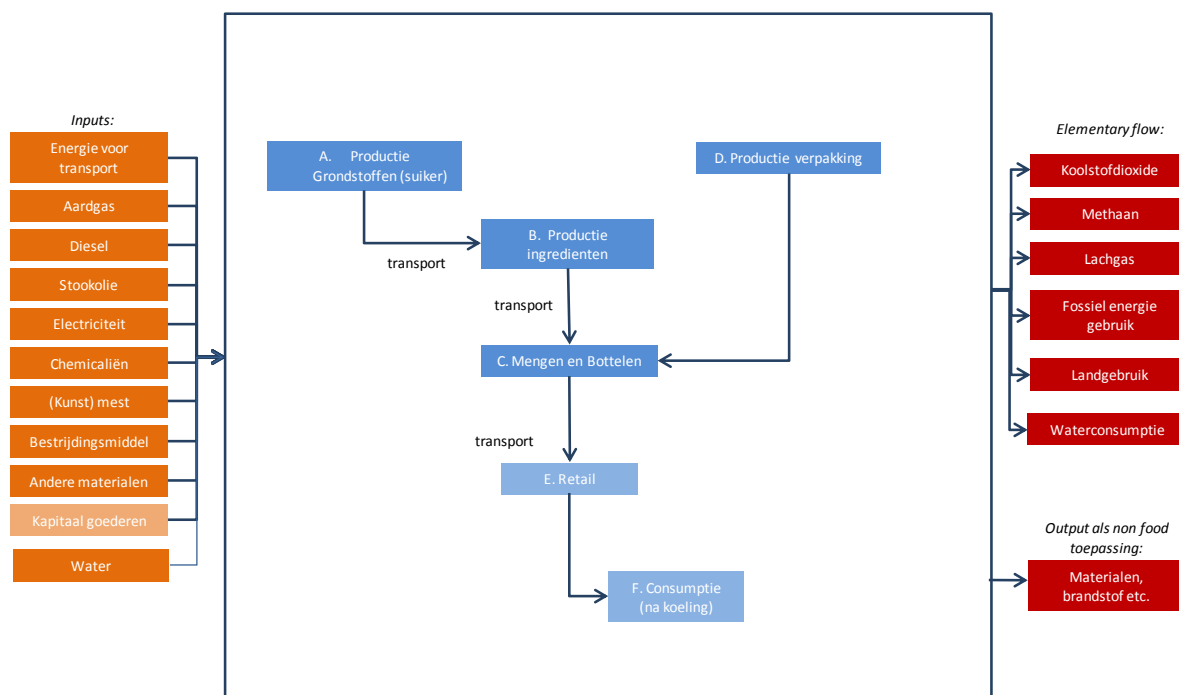 Inputs:
Energie voor
transport
Aardgas
Diesel
Stookolie
Electriciteit
Chemicaliën
(Kunst) mest
Bestrijdingsmiddel
Andere materialen
Kapitaal goederen
Water
A. Productie
Grondstoffen (suiker)
D. Productie verpakking
B. Productie
ingredienten
transport
transport
C. Mengen en Bottelen
transport
E. Retail
F. Consumptie
(na koeling)
Elementary flow:
Koolstofdioxide
Methaan
Lachgas
Fossiel energie
gebruik
Landgebruik
Waterconsumptie
Output als non food
toepassing:
Materialen,
brandstof etc.